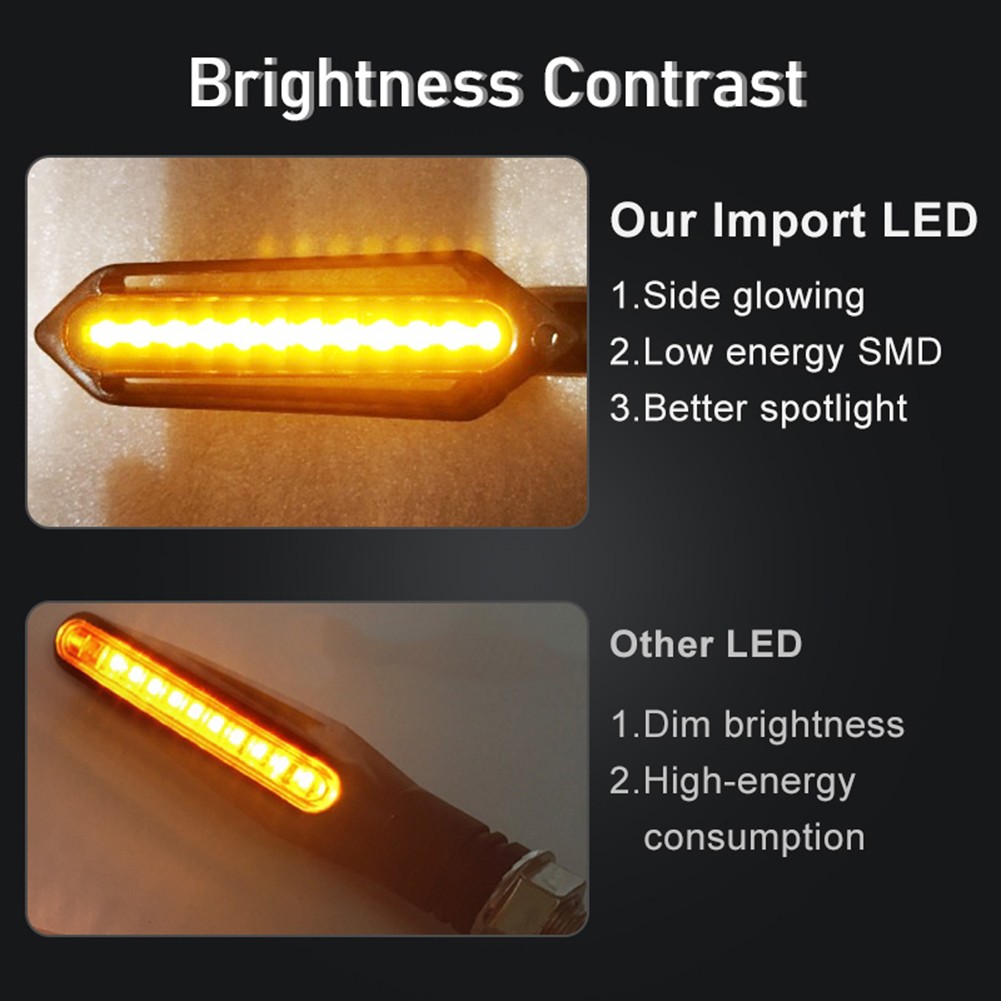 Brightness Contrast
Our Import LED
1.Side glowing
2.Low energy SMD
3.Better spotlight
Other LED
1.Dim brightness
2.High-energy
consumption